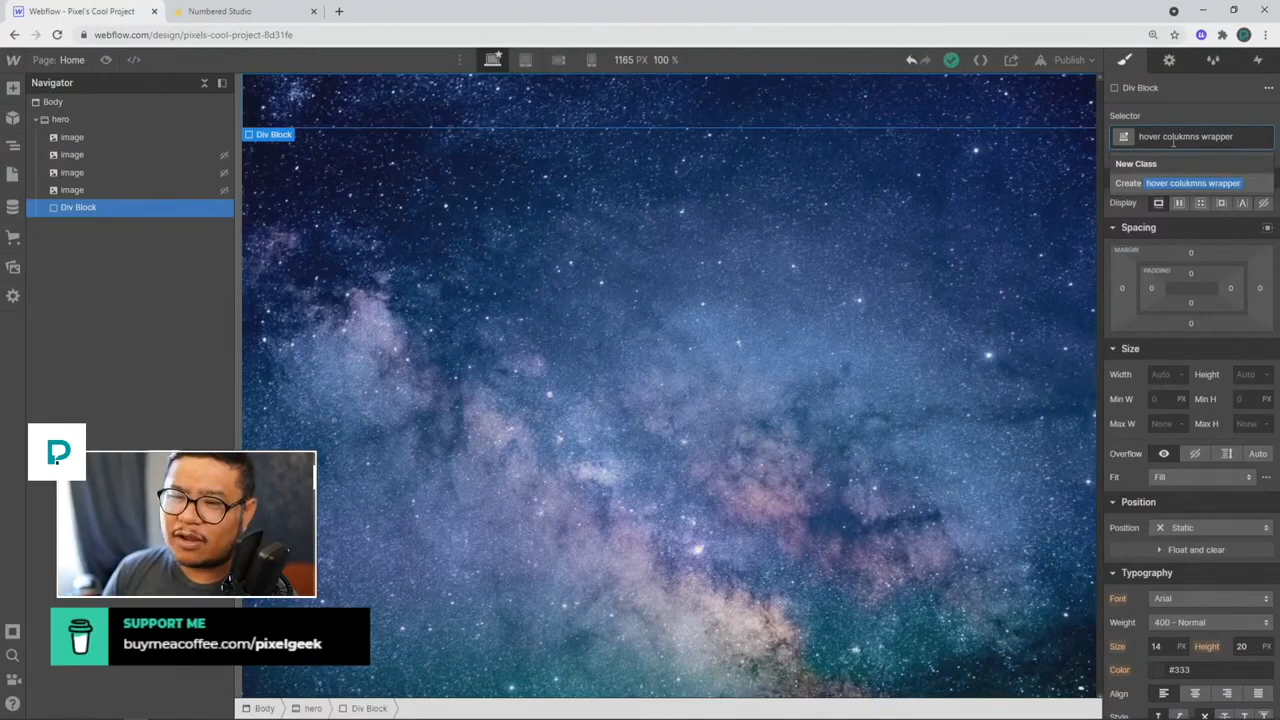 Webflow - Pixel's Cool Project
Numbered Studio
webflow.com/design/pixels-cool-project-8d31fe
Page: Home
1165 PX 100 %
Publish
Navigator
Body
hero
image
image
image
image
Div Block
Div Block
Div Block
Selector
hover colukmns wrapper
New Class
Create hover colukmns wrapper
Display
Spacing
MARGIN
0
PADDING
0
0 0 0 0
0
0
Size
Width Auto Height Auto
Min W 0 PX Min H 0 PX
Max W None Max H None
Overflow Auto
Fit Fill
Position
Position Static
Float and clear
Typography
Font Arial
Weight 400 - Normal
Size 14 PX Height 20 PX
Color #333
Align
Style
SUPPORT ME
buymeacoffee.com/pixelgeek
Body hero Div Block